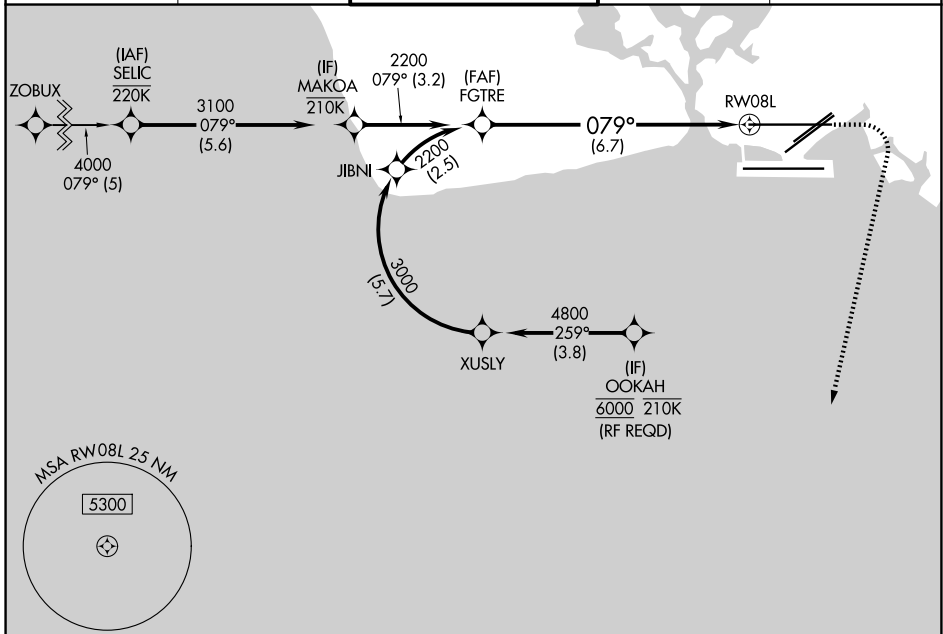 ZOBUX
(IAF)
SELIC
220K
4000
079° (5)
3100
079°
(5.6)
(IF)
MAKOA
210K
2200
079° (3.2)
(FAF)
FGTRE
079°
(6.7)
RW08L
JIBNI
2200
(2.5)
3000
(5.7)
XUSLY
4800
259°
(3.8)
(IF)
OOKAH
6000 210K
(RF REQD)
MSA RW08L 25 NM
5300